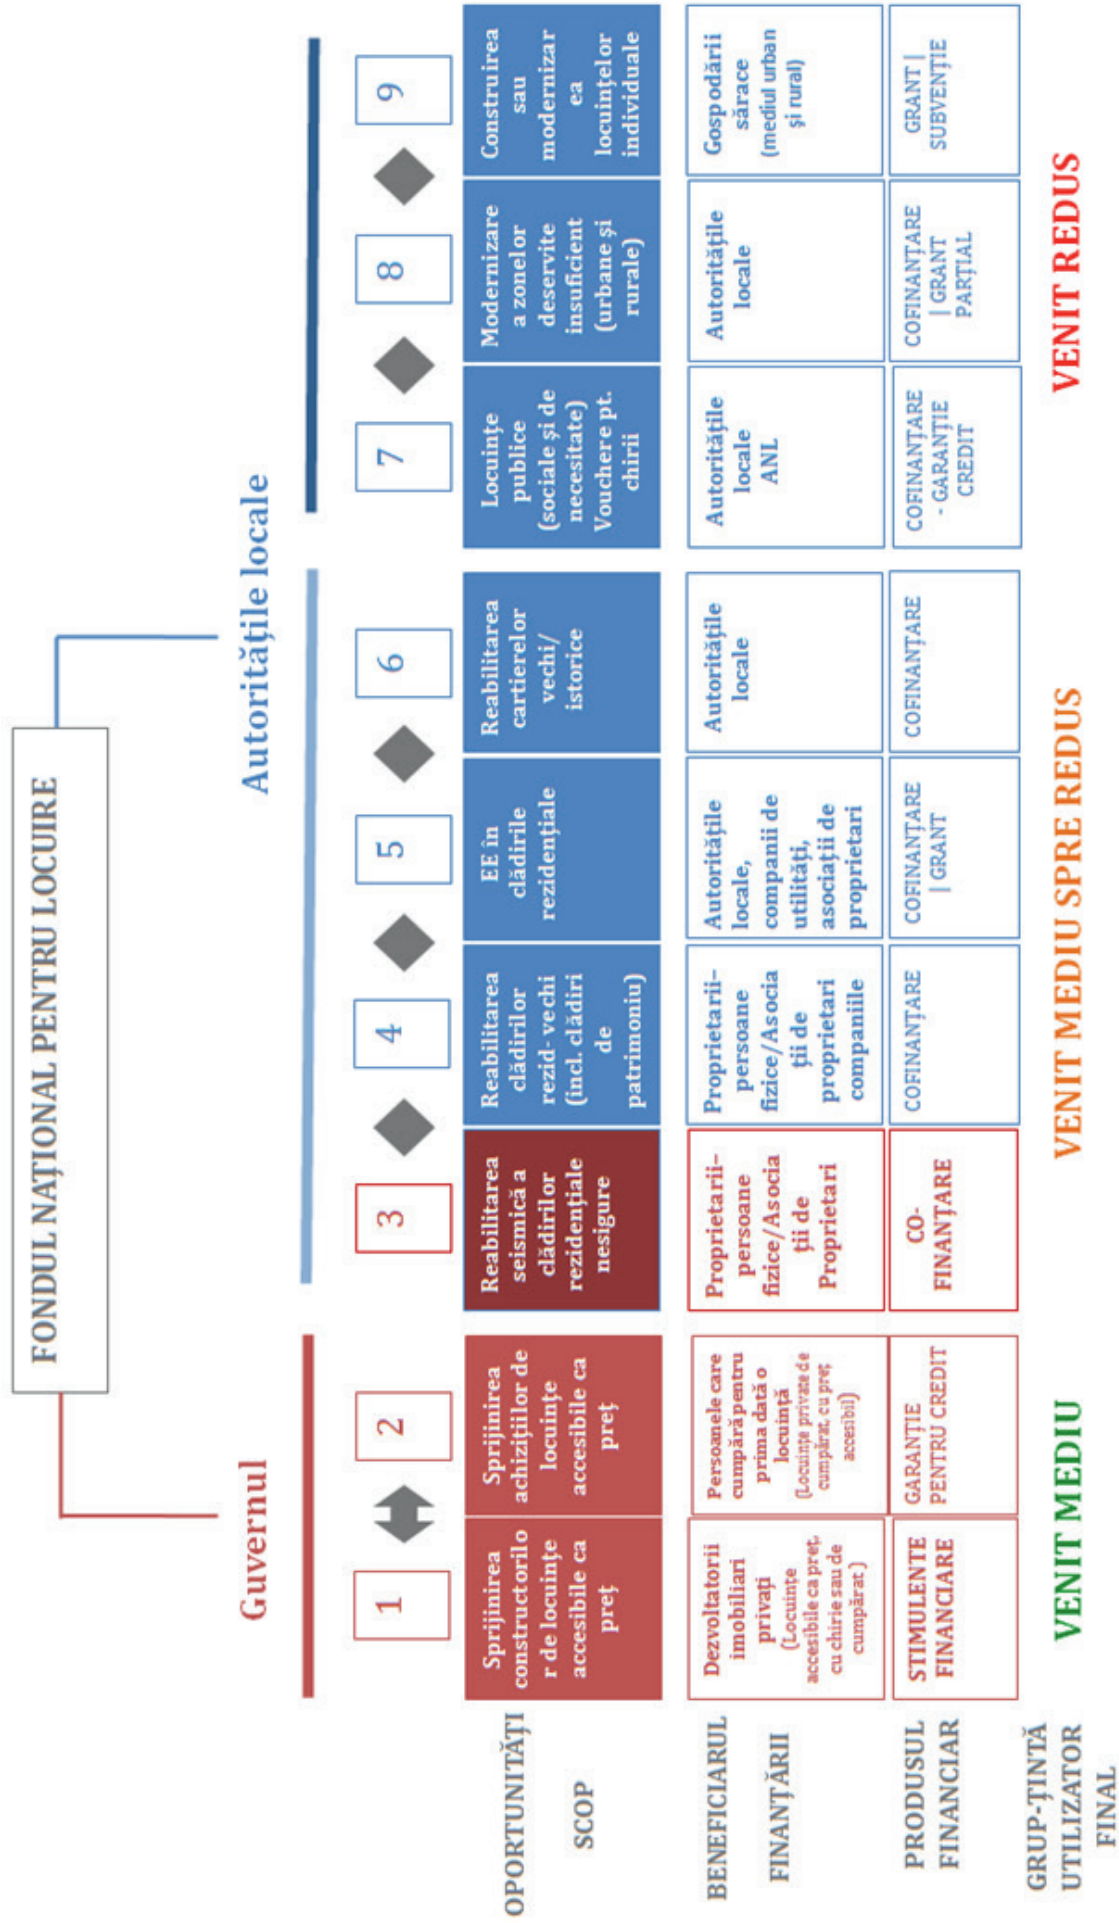 FONDUL NAȚIONAL PENTRU LOCUIRE
Guvernul
Autoritățile locale
1
2
3
4
5
6
7
8
9
OPORTUNITĂȚI
SCOP
Sprijinirea
constructorilo
r de locuințe
accesibile ca
preț
Sprijinirea
achizițiilor de
locuințe
accesibile ca
preț
Reabilitarea
seismică a
clădirilor
rezidențiale
nesigure
Reabilitarea
clădirilor
rezid- vechi
(incl. clădiri
de
patrimoniu)
EE în
clădirile
rezidențiale
Reabilitarea
cartierelor
vechi/
istorice
Locuințe
publice
(sociale și de
necesitate)
Vouchere pt.
chirii
Modernizare
a zonelor
deservite
insuficient
(urbane și
rurale)
Construirea
sau
modernizar
ea
locuințelor
individuale
BENEFICIARUL
FINANȚĂRII
Dezvoltatorii
imobiliari
privați
(Locuințe
accesibile ca preț,
cu chirie sau de
cumpărat )
Persoanele care
cumpără pentru
prima dată o
locuință
(Locuințe private de
cumpărat, cu preț
accesibil)
Proprietarii–
persoane
fizice/Asocia
ții de
Proprietari
Proprietarii–
persoane
fizice/Asocia
ții de
proprietari
companiile
Autoritățile
locale,
companii de
utilități,
asociații de
proprietari
Autoritățile
locale
Autoritățile
locale
ANL
Autoritățile
locale
Gospodării
sărace
(mediul urban
și rural)
PRODUSUL
FINANCIAR
STIMULENTE
FINANCIARE
GARANȚIE
PENTRU CREDIT
CO-
FINANȚARE
COFINANȚARE
COFINANȚARE
| GRANT
COFINANȚARE
COFINANȚARE
- GARANȚIE
CREDIT
COFINANȚARE
| GRANT
PARȚIAL
GRANT |
SUBVENȚIE
GRUP-ȚINTĂ
UTILIZATOR
FINAL
VENIT MEDIU
VENIT MEDIU SPRE REDUS
VENIT REDUS